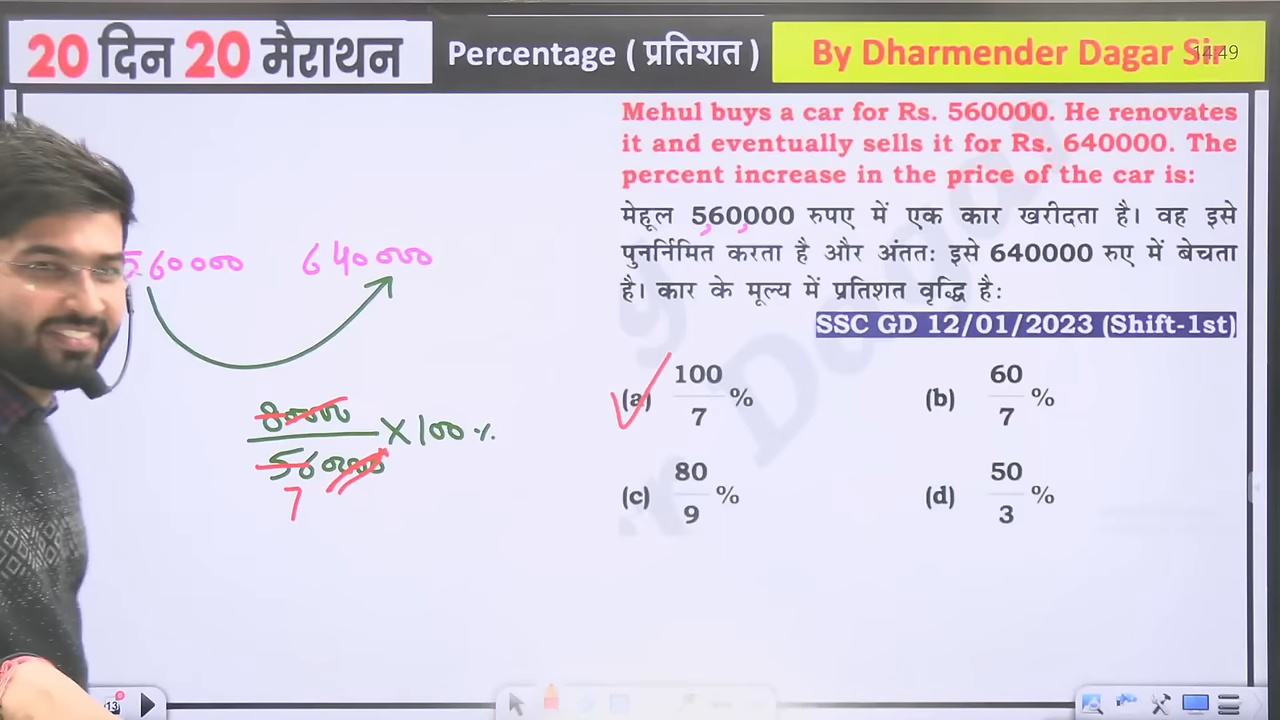 20 दिन 20 मैराथन
Percentage ( प्रतिशत )
By Dharmender Dagar Sir
14:49
Mehul buys a car for Rs. 560000. He renovates
it and eventually sells it for Rs. 640000. The
percent increase in the price of the car is:
मेहूल 560000 रुपए में एक कार खरीदता है। वह इसे
पुनर्निमित करता है और अंततः इसे 640000 रुए में बेचता
है। कार के मूल्य में प्रतिशत वृद्धि हैः
SSC GD 12/01/2023 (Shift-1st)
(a) 100/7 %
(b) 60/7 %
(c) 80/9 %
(d) 50/3 %
560000 640000
80000
560000
×100 %
7
13